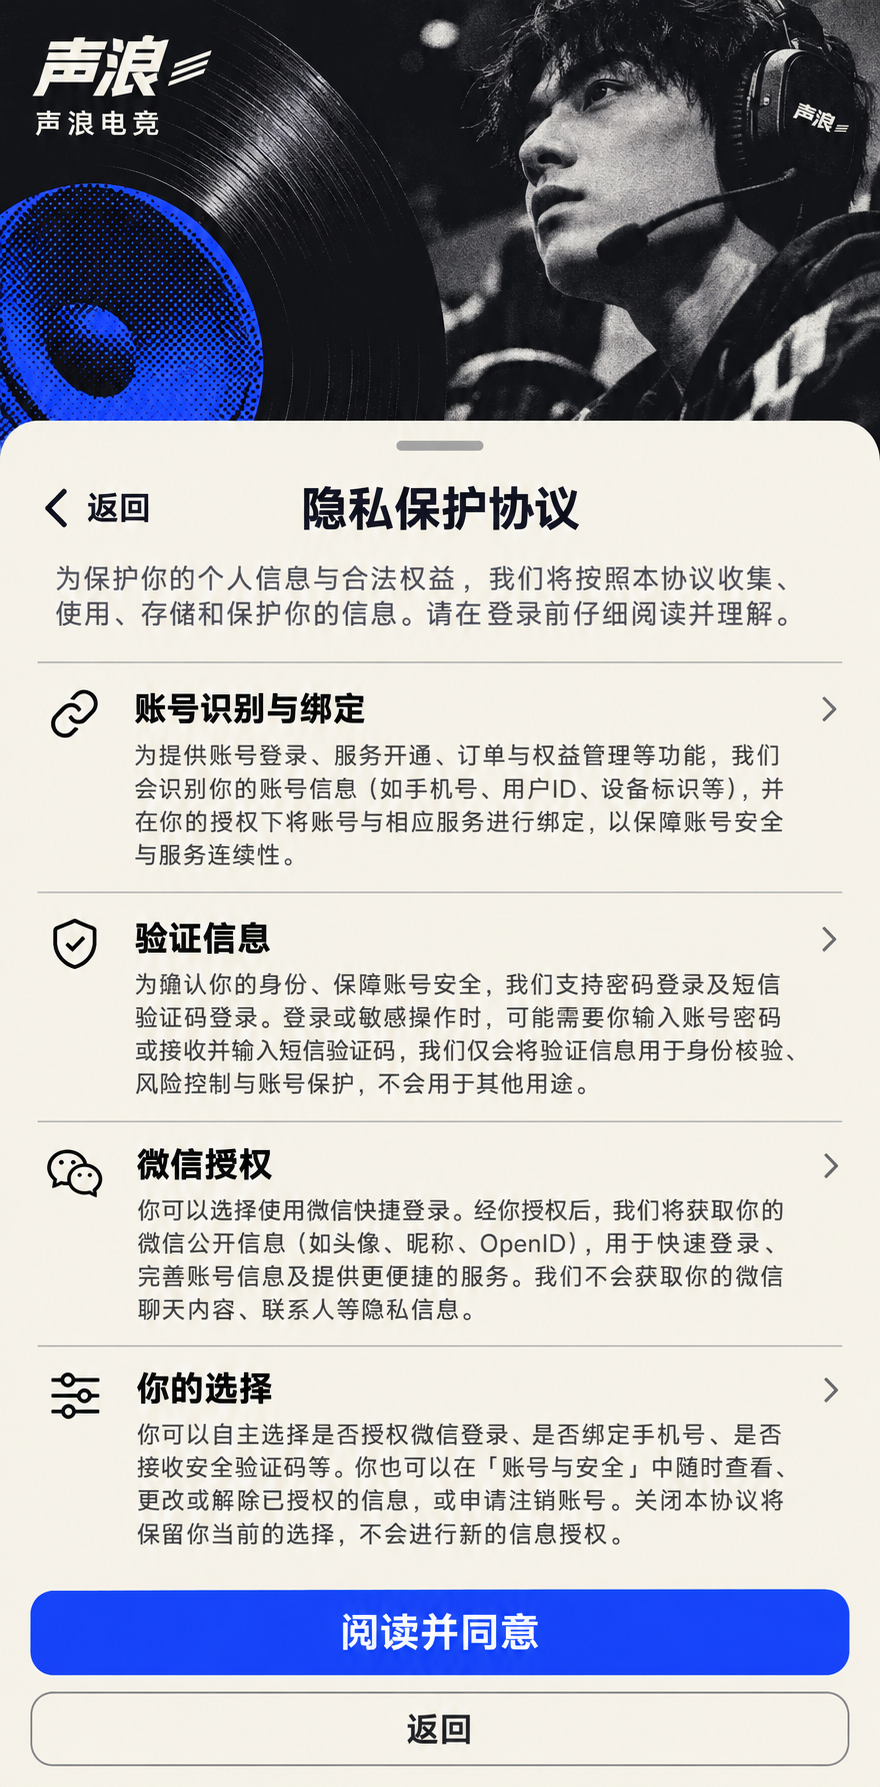 声浪
声浪电竞
声浪
返回
隐私保护协议
为保护你的个人信息与合法权益，我们将按照本协议收集、
使用、存储和保护你的信息。请在登录前仔细阅读并理解。
账号识别与绑定
为提供账号登录、服务开通、订单与权益管理等功能，我们
会识别你的账号信息（如手机号、用户ID、设备标识等），并
在你的授权下将账号与相应服务进行绑定，以保障账号安全
与服务连续性。
验证信息
为确认你的身份、保障账号安全，我们支持密码登录及短信
验证码登录。登录或敏感操作时，可能需要你输入账号密码
或接收并输入短信验证码，我们仅会将验证信息用于身份核验、
风险控制与账号保护，不会用于其他用途。
微信授权
你可以选择使用微信快捷登录。经你授权后，我们将获取你的
微信公开信息（如头像、昵称、OpenID），用于快速登录、
完善账号信息及提供更便捷的服务。我们不会获取你的微信
聊天内容、联系人等隐私信息。
你的选择
你可以自主选择是否授权微信登录、是否绑定手机号、是否
接收安全验证码等。你也可以在「账号与安全」中随时查看、
更改或解除已授权的信息，或申请注销账号。关闭本协议将
保留你当前的选择，不会进行新的信息授权。
阅读并同意
返回